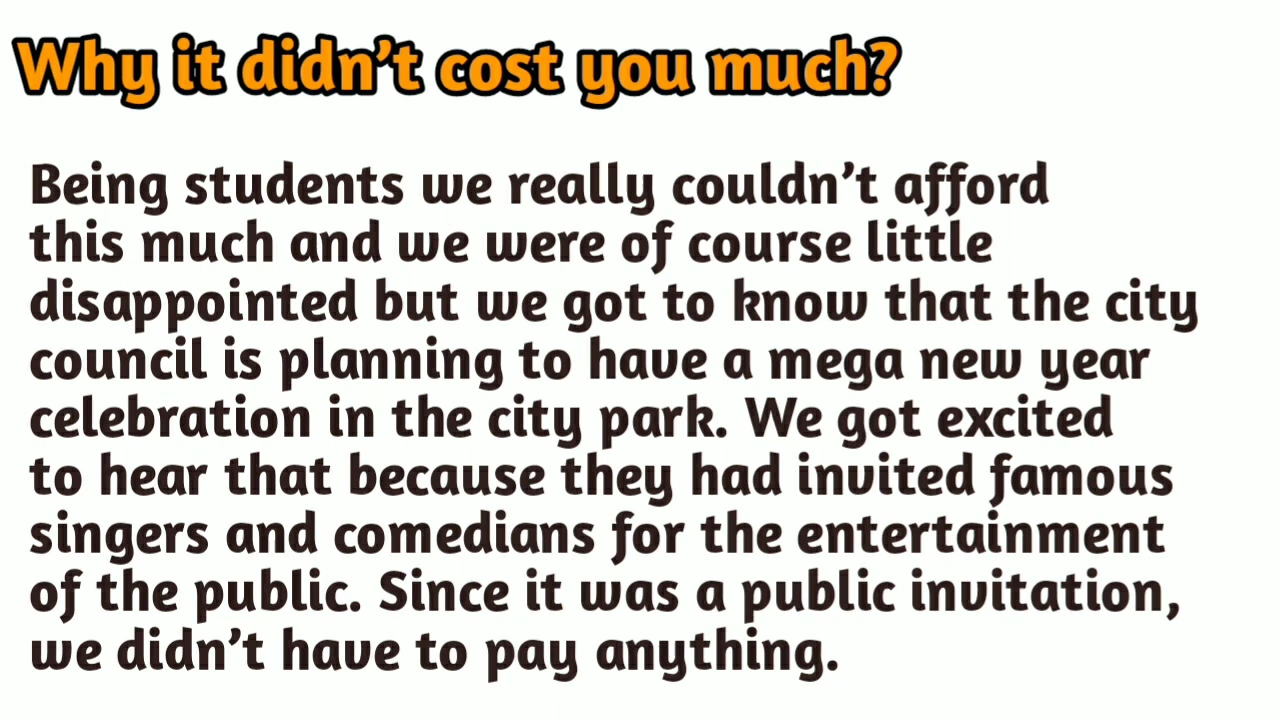 Why it didn't cost you much?
Being students we really couldn't afford
this much and we were of course little
disappointed but we got to know that the city
council is planning to have a mega new year
celebration in the city park. We got excited
to hear that because they had invited famous
singers and comedians for the entertainment
of the public. Since it was a public invitation,
we didn't have to pay anything.